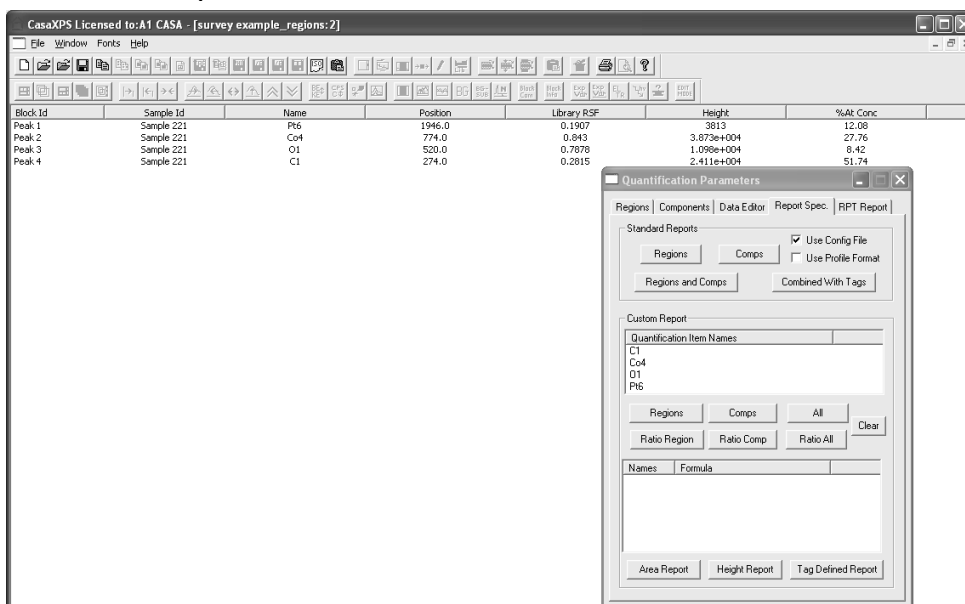 CasaXPS Licensed to:A1 CASA - [survey example_regions:2]
File Window Fonts Help
Block Id Sample Id Name Position Library RSF Height %At Conc
Peak 1 Sample 221 Pt6 1946.0 0.1907 3813 12.08
Peak 2 Sample 221 Co4 774.0 0.843 3.873e+004 27.76
Peak 3 Sample 221 O1 520.0 0.7878 1.098e+004 8.42
Peak 4 Sample 221 C1 274.0 0.2815 2.411e+004 51.74
Quantification Parameters
Regions Components Data Editor Report Spec. RPT Report
Standard Reports
Use Config File
Regions Comps Use Profile Format
Regions and Comps Combined With Tags
Custom Report
Quantification Item Names
C1
Co4
O1
Pt6
Regions Comps All
Clear
Ratio Region Ratio Comp Ratio All
Names Formula
Area Report Height Report Tag Defined Report